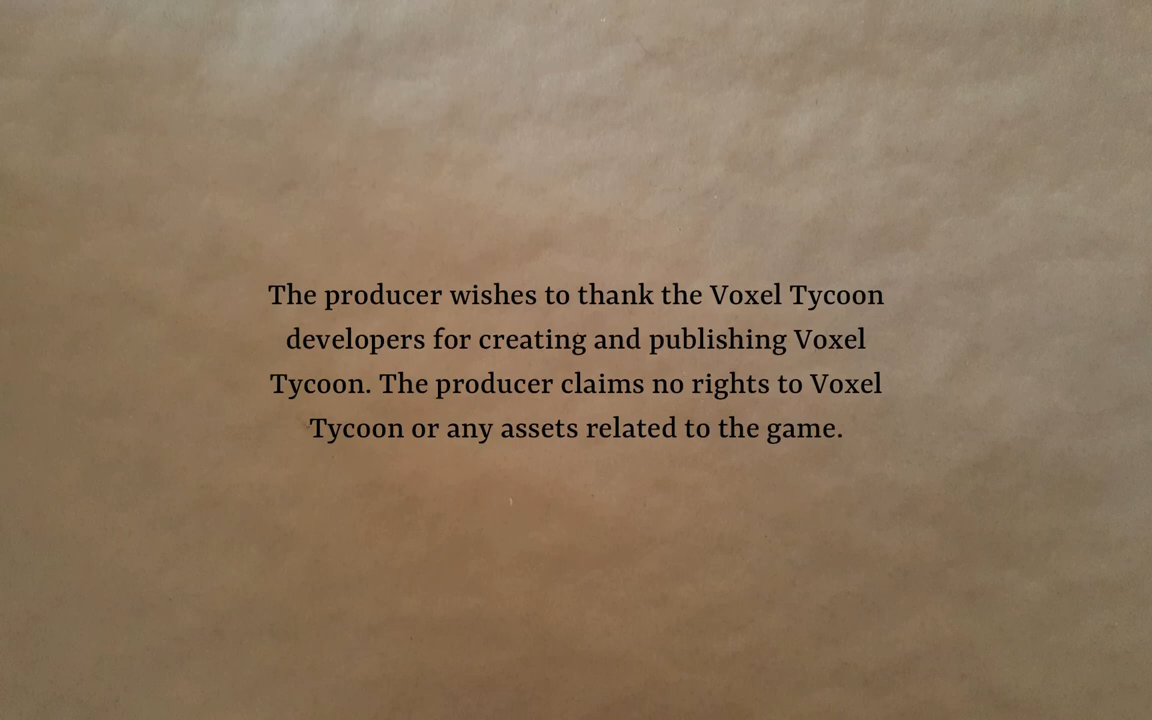 The producer wishes to thank the Voxel Tycoon
developers for creating and publishing Voxel
Tycoon. The producer claims no rights to Voxel
Tycoon or any assets related to the game.